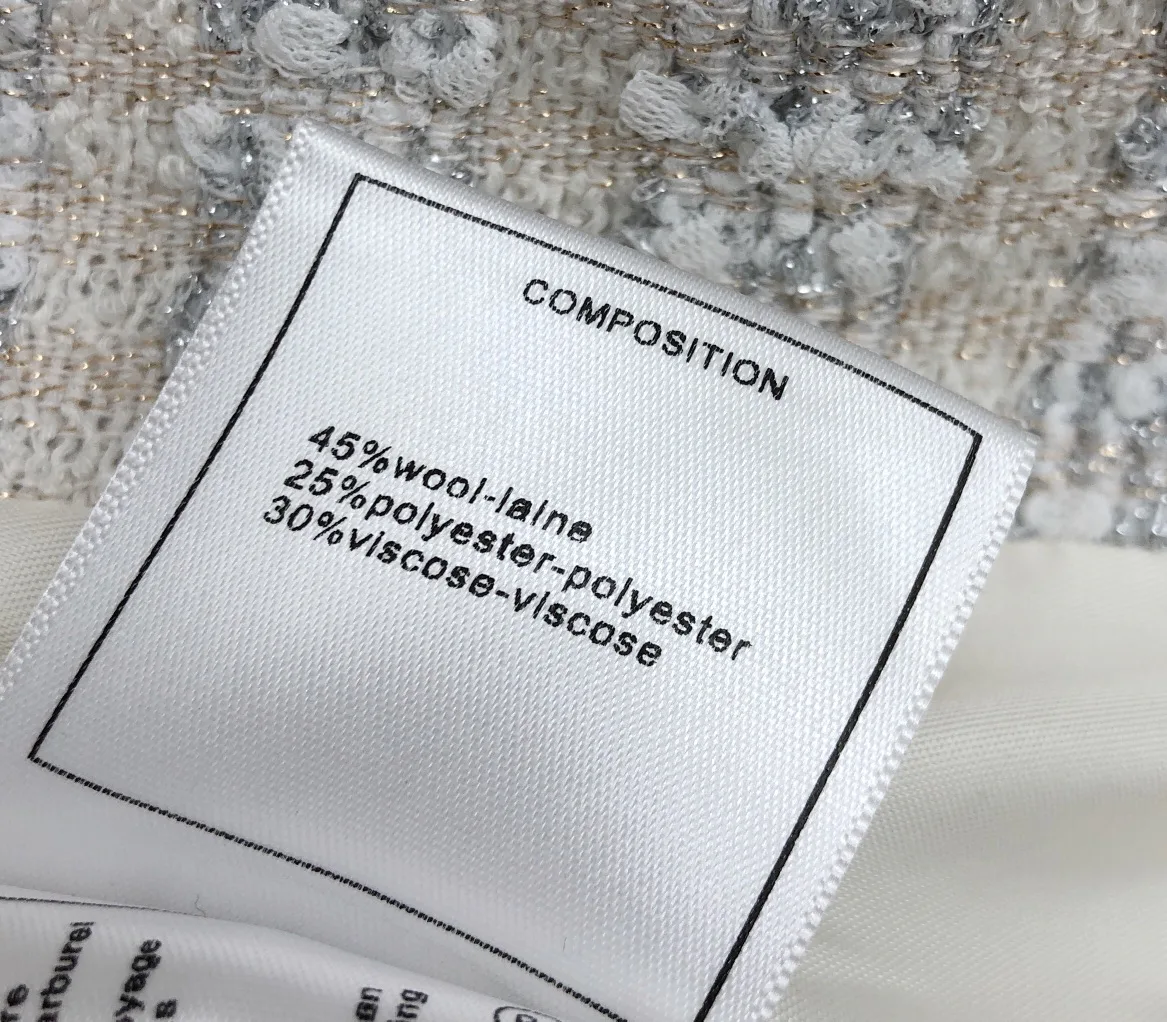 COMPOSITION
45%wool-laine
25%polyester-polyester
30%viscose-viscose